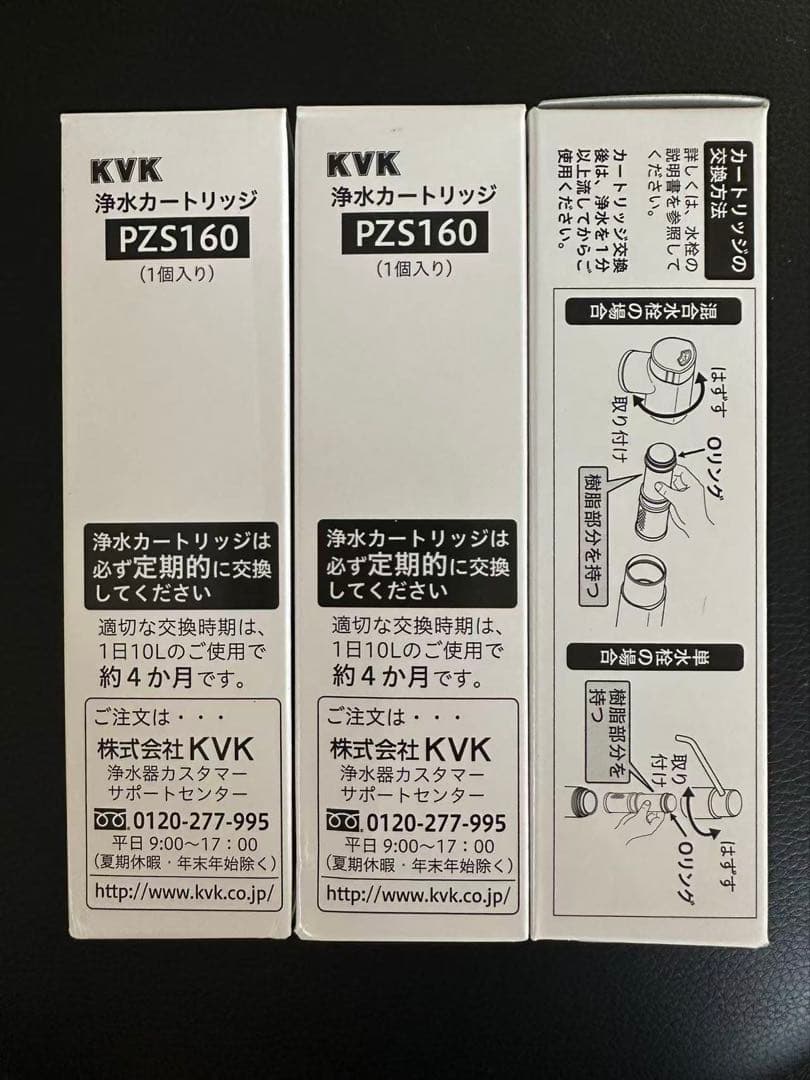 KVK
浄水カートリッジ
PZS160
(1個入り)
浄水カートリッジは
必ず定期的に交換
してください
適切な交換時期は、
1日10Lのご使用で
約4か月です。
ご注文は・・・
株式会社KVK
浄水器カスタマー
サポートセンター
0120-277-995
平日 9:00〜17:00
(夏期休暇・年末年始除く)
http://www.kvk.co.jp/
KVK
浄水カートリッジ
PZS160
(1個入り)
浄水カートリッジは
必ず定期的に交換
してください
適切な交換時期は、
1日10Lのご使用で
約4か月です。
ご注文は・・・
株式会社KVK
浄水器カスタマー
サポートセンター
0120-277-995
平日 9:00〜17:00
(夏期休暇・年末年始除く)
http://www.kvk.co.jp/
カートリッジの
交換方法
詳しくは、水栓の
説明書を参照して
ください。
カートリッジ交換
後は、浄水を1分
以上流してからご
使用ください。
混合水栓の場合
はずす
取り付け
Oリング
樹脂部分を持つ
単水栓の場合
樹脂部分を
持つ
取り
付け
はずす
Oリング